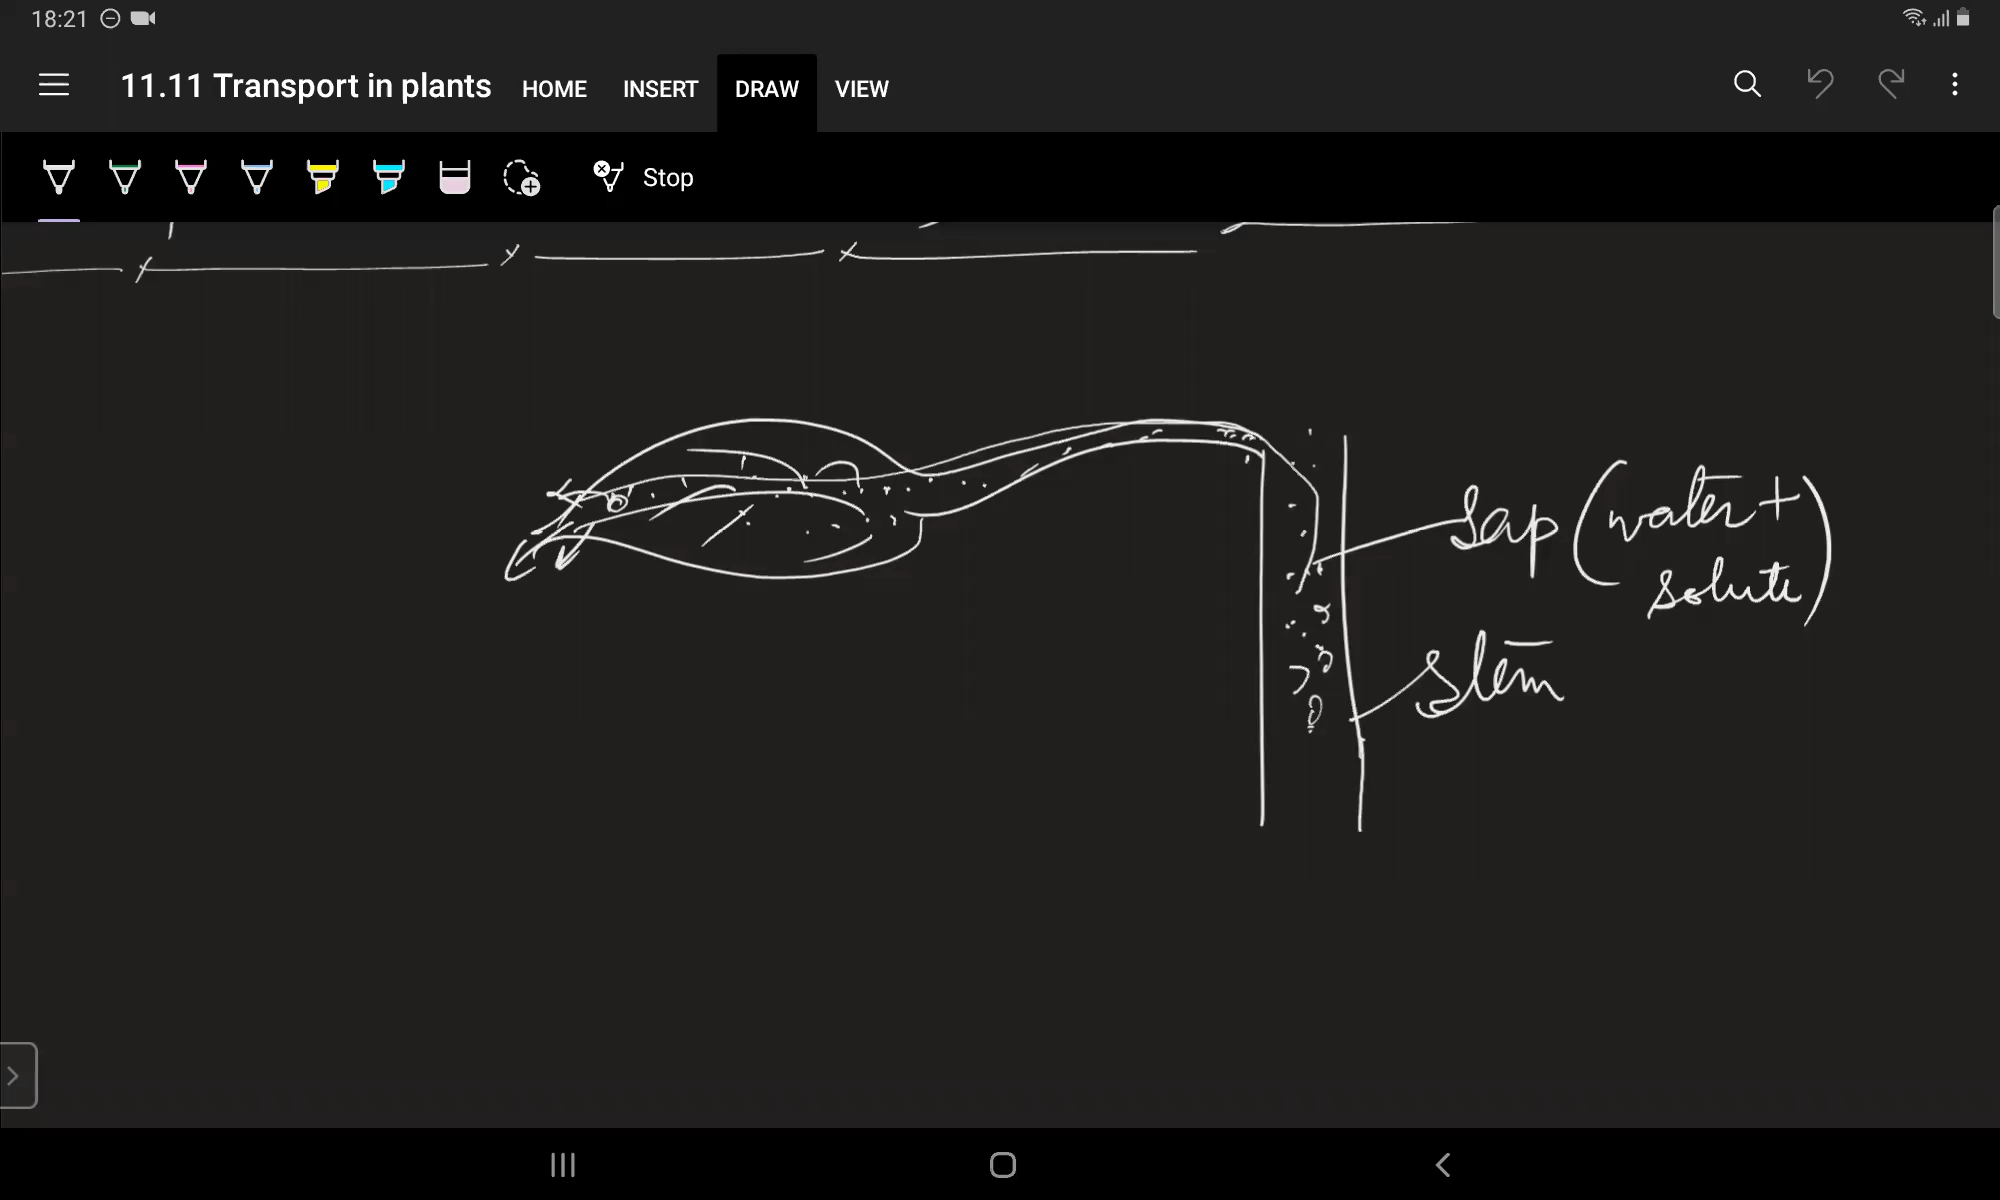 18:21
11.11 Transport in plants HOME INSERT DRAW VIEW
Stop
Sap (water +
solute)
stem